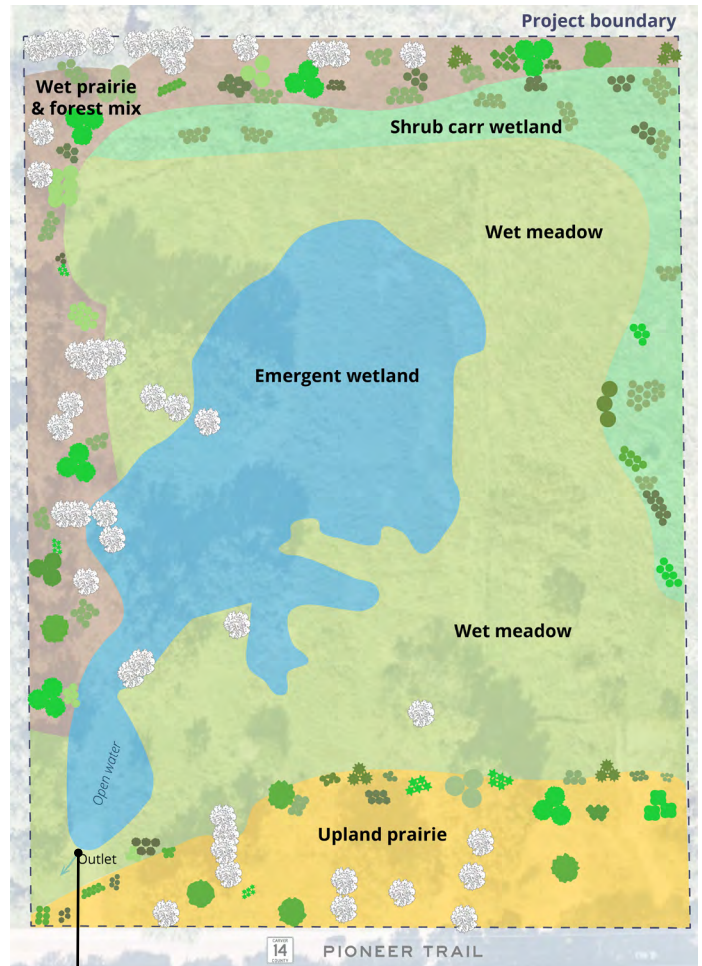 Project boundary
Wet prairie
& forest mix
Shrub carr wetland
Wet meadow
Emergent wetland
Wet meadow
Open water
Upland prairie
Outlet
CARVER
14
COUNTY
PIONEER TRAIL